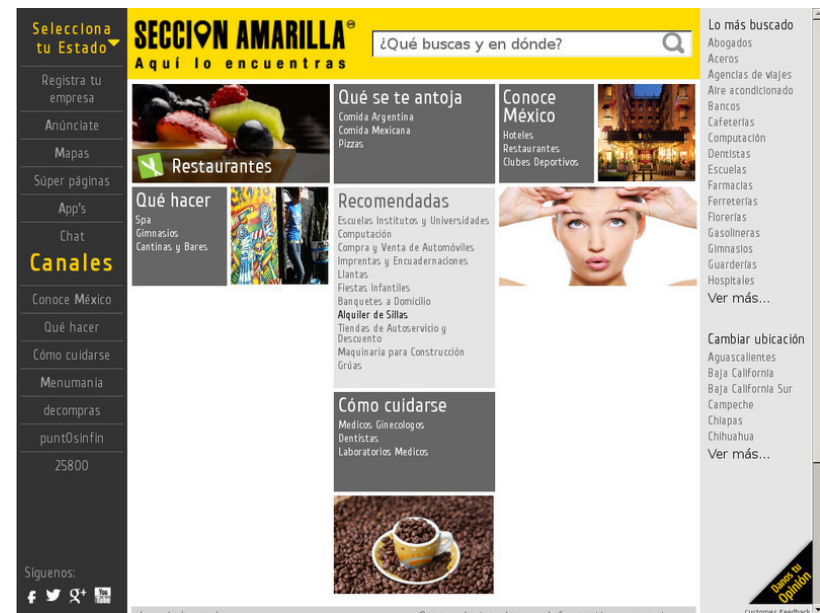 Selecciona
tu Estado
Registra tu
empresa
Anúnciate
Mapas
Súper páginas
App's
Chat
Canales
Conoce México
Qué hacer
Cómo cuidarse
Menumania
decompras
punt0sinfin
25800
Síguenos:
SECCION AMARILLA®
Aquí lo encuentras
¿Qué buscas y en dónde?
Restaurantes
Qué se te antoja
Comida Argentina
Comida Mexicana
Pizzas
Conoce
México
Hoteles
Restaurantes
Clubes Deportivos
Qué hacer
Spa
Gimnasios
Cantinas y Bares
Recomendadas
Escuelas Institutos y Universidades
Computación
Compra y Venta de Automóviles
Imprentas y Encuadernaciones
Llantas
Fiestas Infantiles
Banquetes a Domicilio
Alquiler de Sillas
Tiendas de Autoservicio y
Descuento
Maquinaria para Construcción
Grúas
Cómo cuidarse
Medicos Ginecologos
Dentistas
Laboratorios Medicos
Lo más buscado
Abogados
Aceros
Agencias de viajes
Aire acondicionado
Bancos
Cafeterías
Computación
Dentistas
Escuelas
Farmacias
Ferreterías
Florerías
Gasolineras
Gimnasios
Guarderías
Hospitales
Ver más...
Cambiar ubicación
Aguascalientes
Baja California
Baja California Sur
Campeche
Chiapas
Chihuahua
Ver más...
Danos tu
Opinión
Customer Feedback